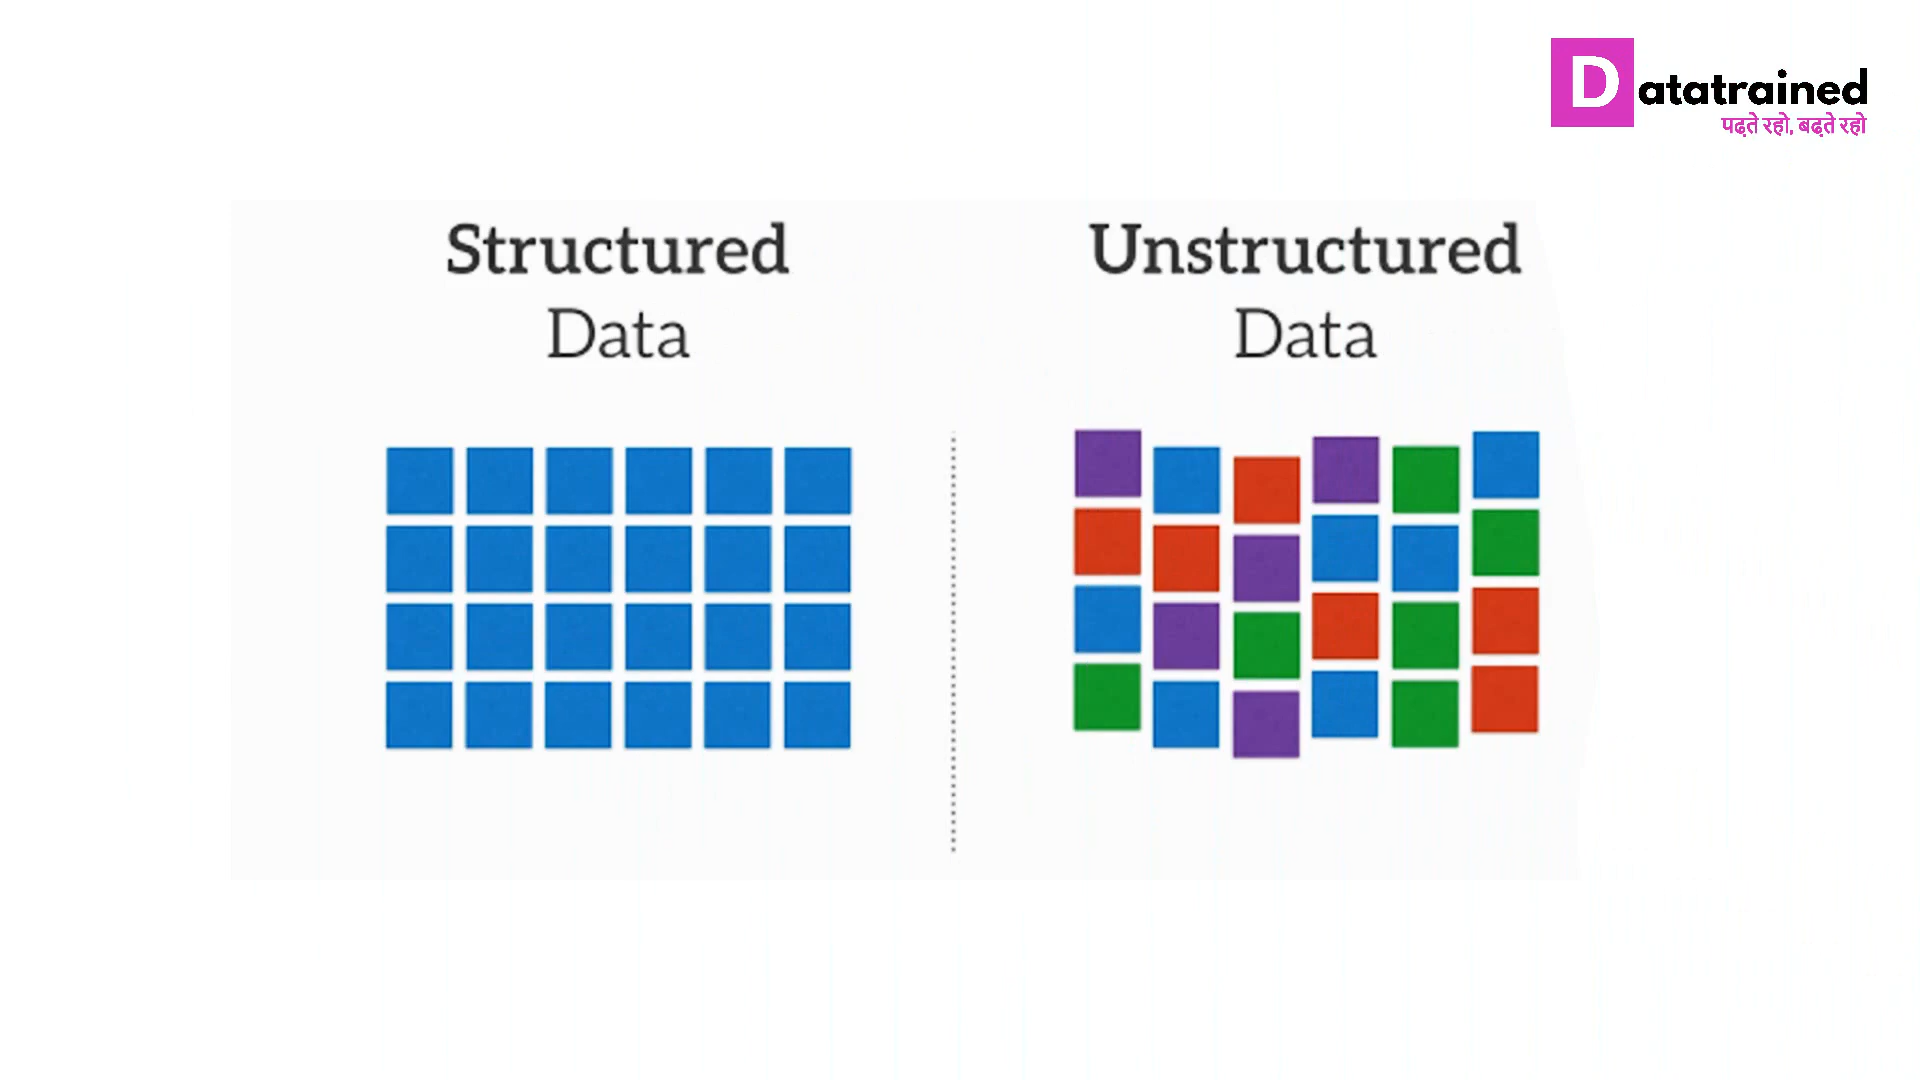 Datatrained
पढ़ते रहो, बढ़ते रहो
Structured
Data
Unstructured
Data